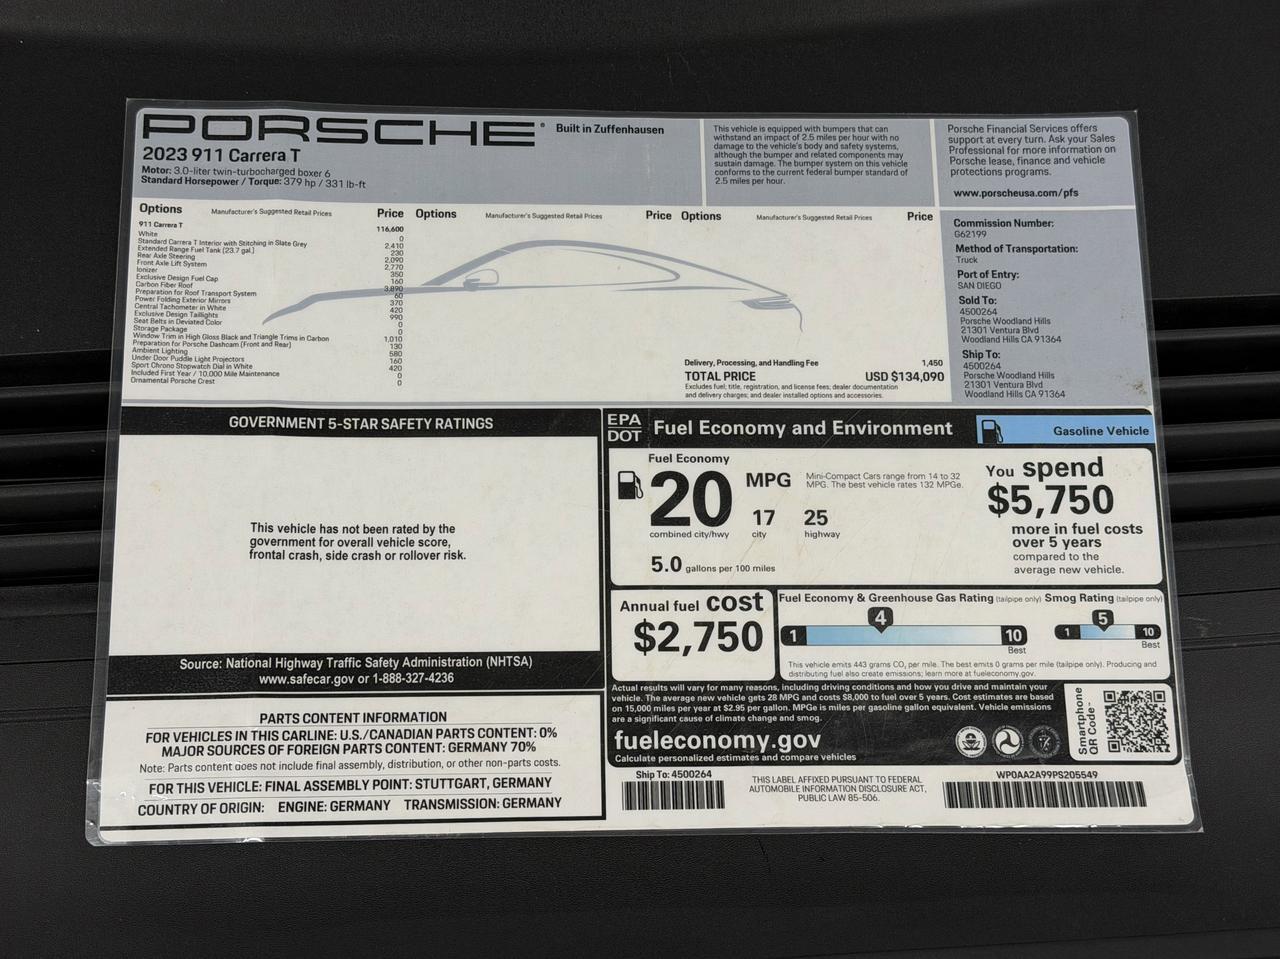 PORSCHE®
Built in Zuffenhausen
2023 911 Carrera T
Motor: 3.0-liter twin-turbocharged boxer 6
Standard Horsepower / Torque: 379 hp / 331 lb-ft
This vehicle is equipped with bumpers that can
withstand an impact of 2.5 miles per hour with no
damage to the vehicle's body and safety systems,
although the bumper and related components may
sustain damage. The bumper system on this vehicle
conforms to the current federal bumper standard of
2.5 miles per hour.
Porsche Financial Services offers
support at every turn. Ask your Sales
Professional for more information on
Porsche lease, finance and vehicle
protections programs.
www.porscheusa.com/pfs
Options Manufacturer's Suggested Retail Prices Price Options Manufacturer's Suggested Retail Prices Price Options Manufacturer's Suggested Retail Prices Price
911 Carrera T 116,600
White 0
Standard Carrera T Interior with Stitching in Slate Grey 2,410
Extended Range Fuel Tank (23.7 gal.) 230
Rear Axle Steering 2,090
Front Axle Lift System 2,770
Ionizer 350
Exclusive Design Fuel Cap 160
Carbon Fiber Roof 3,890
Preparation for Roof Transport System 60
Power Folding Exterior Mirrors 370
Central Tachometer in White 420
Exclusive Design Taillights 990
Seat Belts in Deviated Color 0
Storage Package 0
Window Trim in High Gloss Black and Triangle Trims in Carbon 1,010
Preparation for Porsche Dashcam (Front and Rear) 130
Ambient Lighting 580
Under Door Puddle Light Projectors 160
Sport Chrono Stopwatch Dial in White 420
Included First Year / 10,000 Mile Maintenance 0
Ornamental Porsche Crest 0
Delivery, Processing, and Handling Fee 1,450
TOTAL PRICE USD $134,090
Excludes fuel; title, registration, and license fees; dealer documentation
and delivery charges; and dealer installed options and accessories.
Commission Number:
G62199
Method of Transportation:
Truck
Port of Entry:
SAN DIEGO
Sold To:
4500264
Porsche Woodland Hills
21301 Ventura Blvd
Woodland Hills CA 91364
Ship To:
4500264
Porsche Woodland Hills
21301 Ventura Blvd
Woodland Hills CA 91364
GOVERNMENT 5-STAR SAFETY RATINGS
This vehicle has not been rated by the
government for overall vehicle score,
frontal crash, side crash or rollover risk.
Source: National Highway Traffic Safety Administration (NHTSA)
www.safecar.gov or 1-888-327-4236
PARTS CONTENT INFORMATION
FOR VEHICLES IN THIS CARLINE: U.S./CANADIAN PARTS CONTENT: 0%
MAJOR SOURCES OF FOREIGN PARTS CONTENT: GERMANY 70%
Note: Parts content does not include final assembly, distribution, or other non-parts costs.
FOR THIS VEHICLE: FINAL ASSEMBLY POINT: STUTTGART, GERMANY
COUNTRY OF ORIGIN: ENGINE: GERMANY TRANSMISSION: GERMANY
EPA
DOT
Fuel Economy and Environment
Gasoline Vehicle
Fuel Economy
20 MPG
combined city/hwy
17
city
25
highway
Mini-Compact Cars range from 14 to 32
MPG. The best vehicle rates 132 MPGe.
5.0 gallons per 100 miles
You spend
$5,750
more in fuel costs
over 5 years
compared to the
average new vehicle.
Annual fuel cost
$2,750
Fuel Economy & Greenhouse Gas Rating (tailpipe only) Smog Rating (tailpipe only)
4
1 10
Best
5
1 10
Best
This vehicle emits 443 grams CO2 per mile. The best emits 0 grams per mile (tailpipe only). Producing and
distributing fuel also create emissions; learn more at fueleconomy.gov.
Actual results will vary for many reasons, including driving conditions and how you drive and maintain your
vehicle. The average new vehicle gets 28 MPG and costs $8,000 to fuel over 5 years. Cost estimates are based
on 15,000 miles per year at $2.95 per gallon. MPGe is miles per gasoline gallon equivalent. Vehicle emissions
are a significant cause of climate change and smog.
fueleconomy.gov
Calculate personalized estimates and compare vehicles
Smartphone
QR Code™
Ship To: 4500264
THIS LABEL AFFIXED PURSUANT TO FEDERAL
AUTOMOBILE INFORMATION DISCLOSURE ACT,
PUBLIC LAW 85-506.
WP0AA2A99PS205549